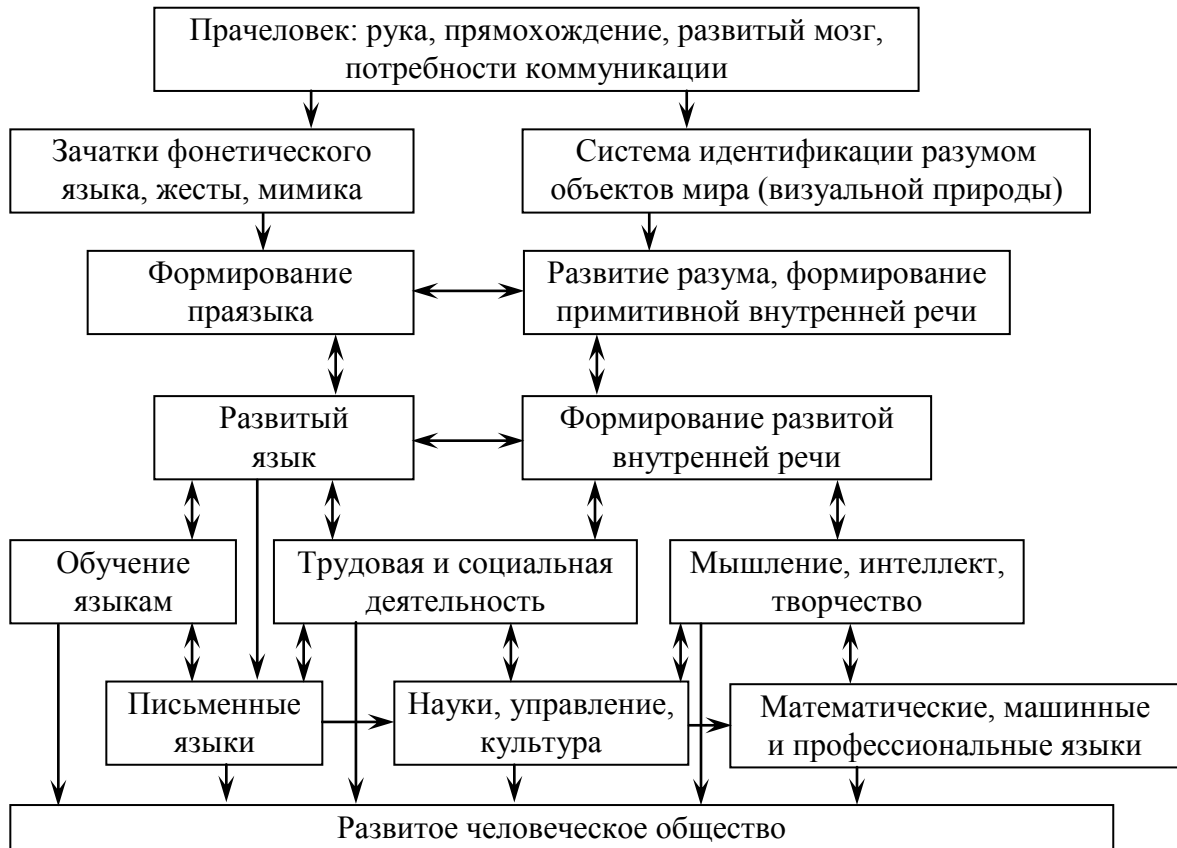 Прачеловек: рука, прямохождение, развитый мозг,
потребности коммуникации
Зачатки фонетического
языка, жесты, мимика
Система идентификации разумом
объектов мира (визуальной природы)
Формирование
праязыка
Развитие разума, формирование
примитивной внутренней речи
Развитый
язык
Формирование развитой
внутренней речи
Обучение
языкам
Трудовая и социальная
деятельность
Мышление, интеллект,
творчество
Письменные
языки
Науки, управление,
культура
Математические, машинные
и профессиональные языки
Развитое человеческое общество